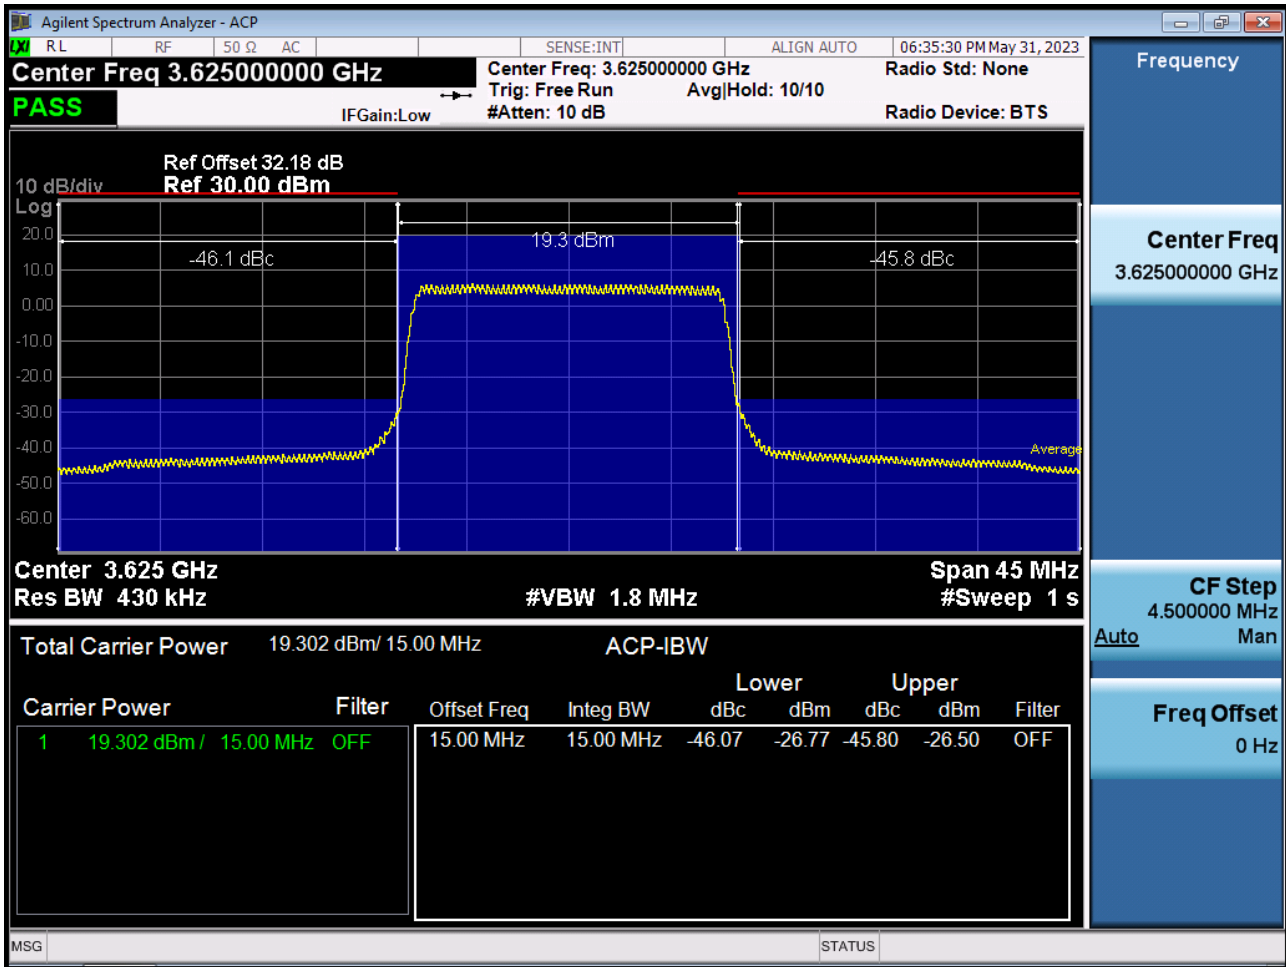 Agilent Spectrum Analyzer - ACP
LXI RL RF 50 Ω AC SENSE:INT ALIGN AUTO 06:35:30 PM May 31, 2023
Center Freq 3.625000000 GHz
Center Freq: 3.625000000 GHz
Radio Std: None
Trig: Free Run
Avg|Hold: 10/10
PASS
IFGain:Low
#Atten: 10 dB
Radio Device: BTS
Ref Offset 32.18 dB
10 dB/div
Ref 30.00 dBm
Log
20.0
10.0
0.00
-10.0
-20.0
-30.0
-40.0
-50.0
-60.0
-46.1 dBc
19.3 dBm
-45.8 dBc
Average
Center 3.625 GHz
Span 45 MHz
Res BW 430 kHz
#VBW 1.8 MHz
#Sweep 1 s
Total Carrier Power 19.302 dBm/ 15.00 MHz ACP-IBW
Lower Upper
Carrier Power Filter Offset Freq Integ BW dBc dBm dBc dBm Filter
1 19.302 dBm / 15.00 MHz OFF 15.00 MHz 15.00 MHz -46.07 -26.77 -45.80 -26.50 OFF
MSG
STATUS
Frequency
Center Freq
3.625000000 GHz
CF Step
4.500000 MHz
Auto Man
Freq Offset
0 Hz